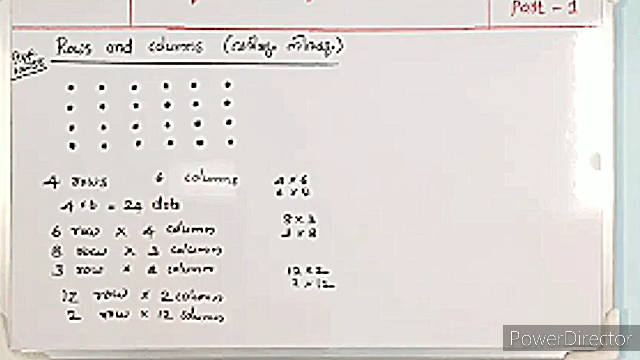 Part - 1
Rows and columns
4 rows 6 columns
4 × 6 = 24 dots
6 row × 4 columns
8 row × 3 columns
3 row × 8 column
12 row × 2 columns
2 row × 12 columns
4 × 6
6 × 4
8 × 3
3 × 8
12 × 2
2 × 12
PowerDirector